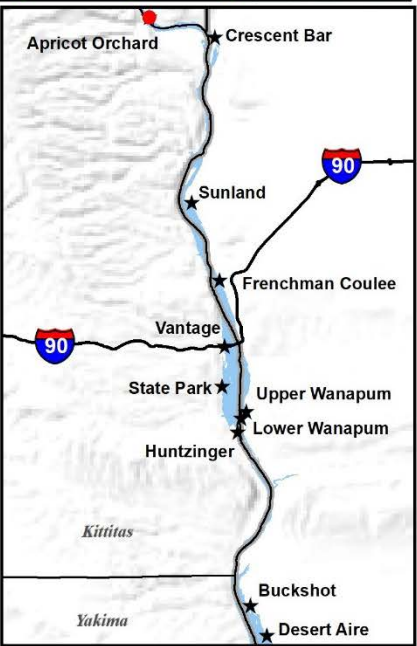 Apricot Orchard
Crescent Bar
90
Sunland
Frenchman Coulee
Vantage
90
State Park
Upper Wanapum
Lower Wanapum
Huntzinger
Kittitas
Buckshot
Yakima
Desert Aire